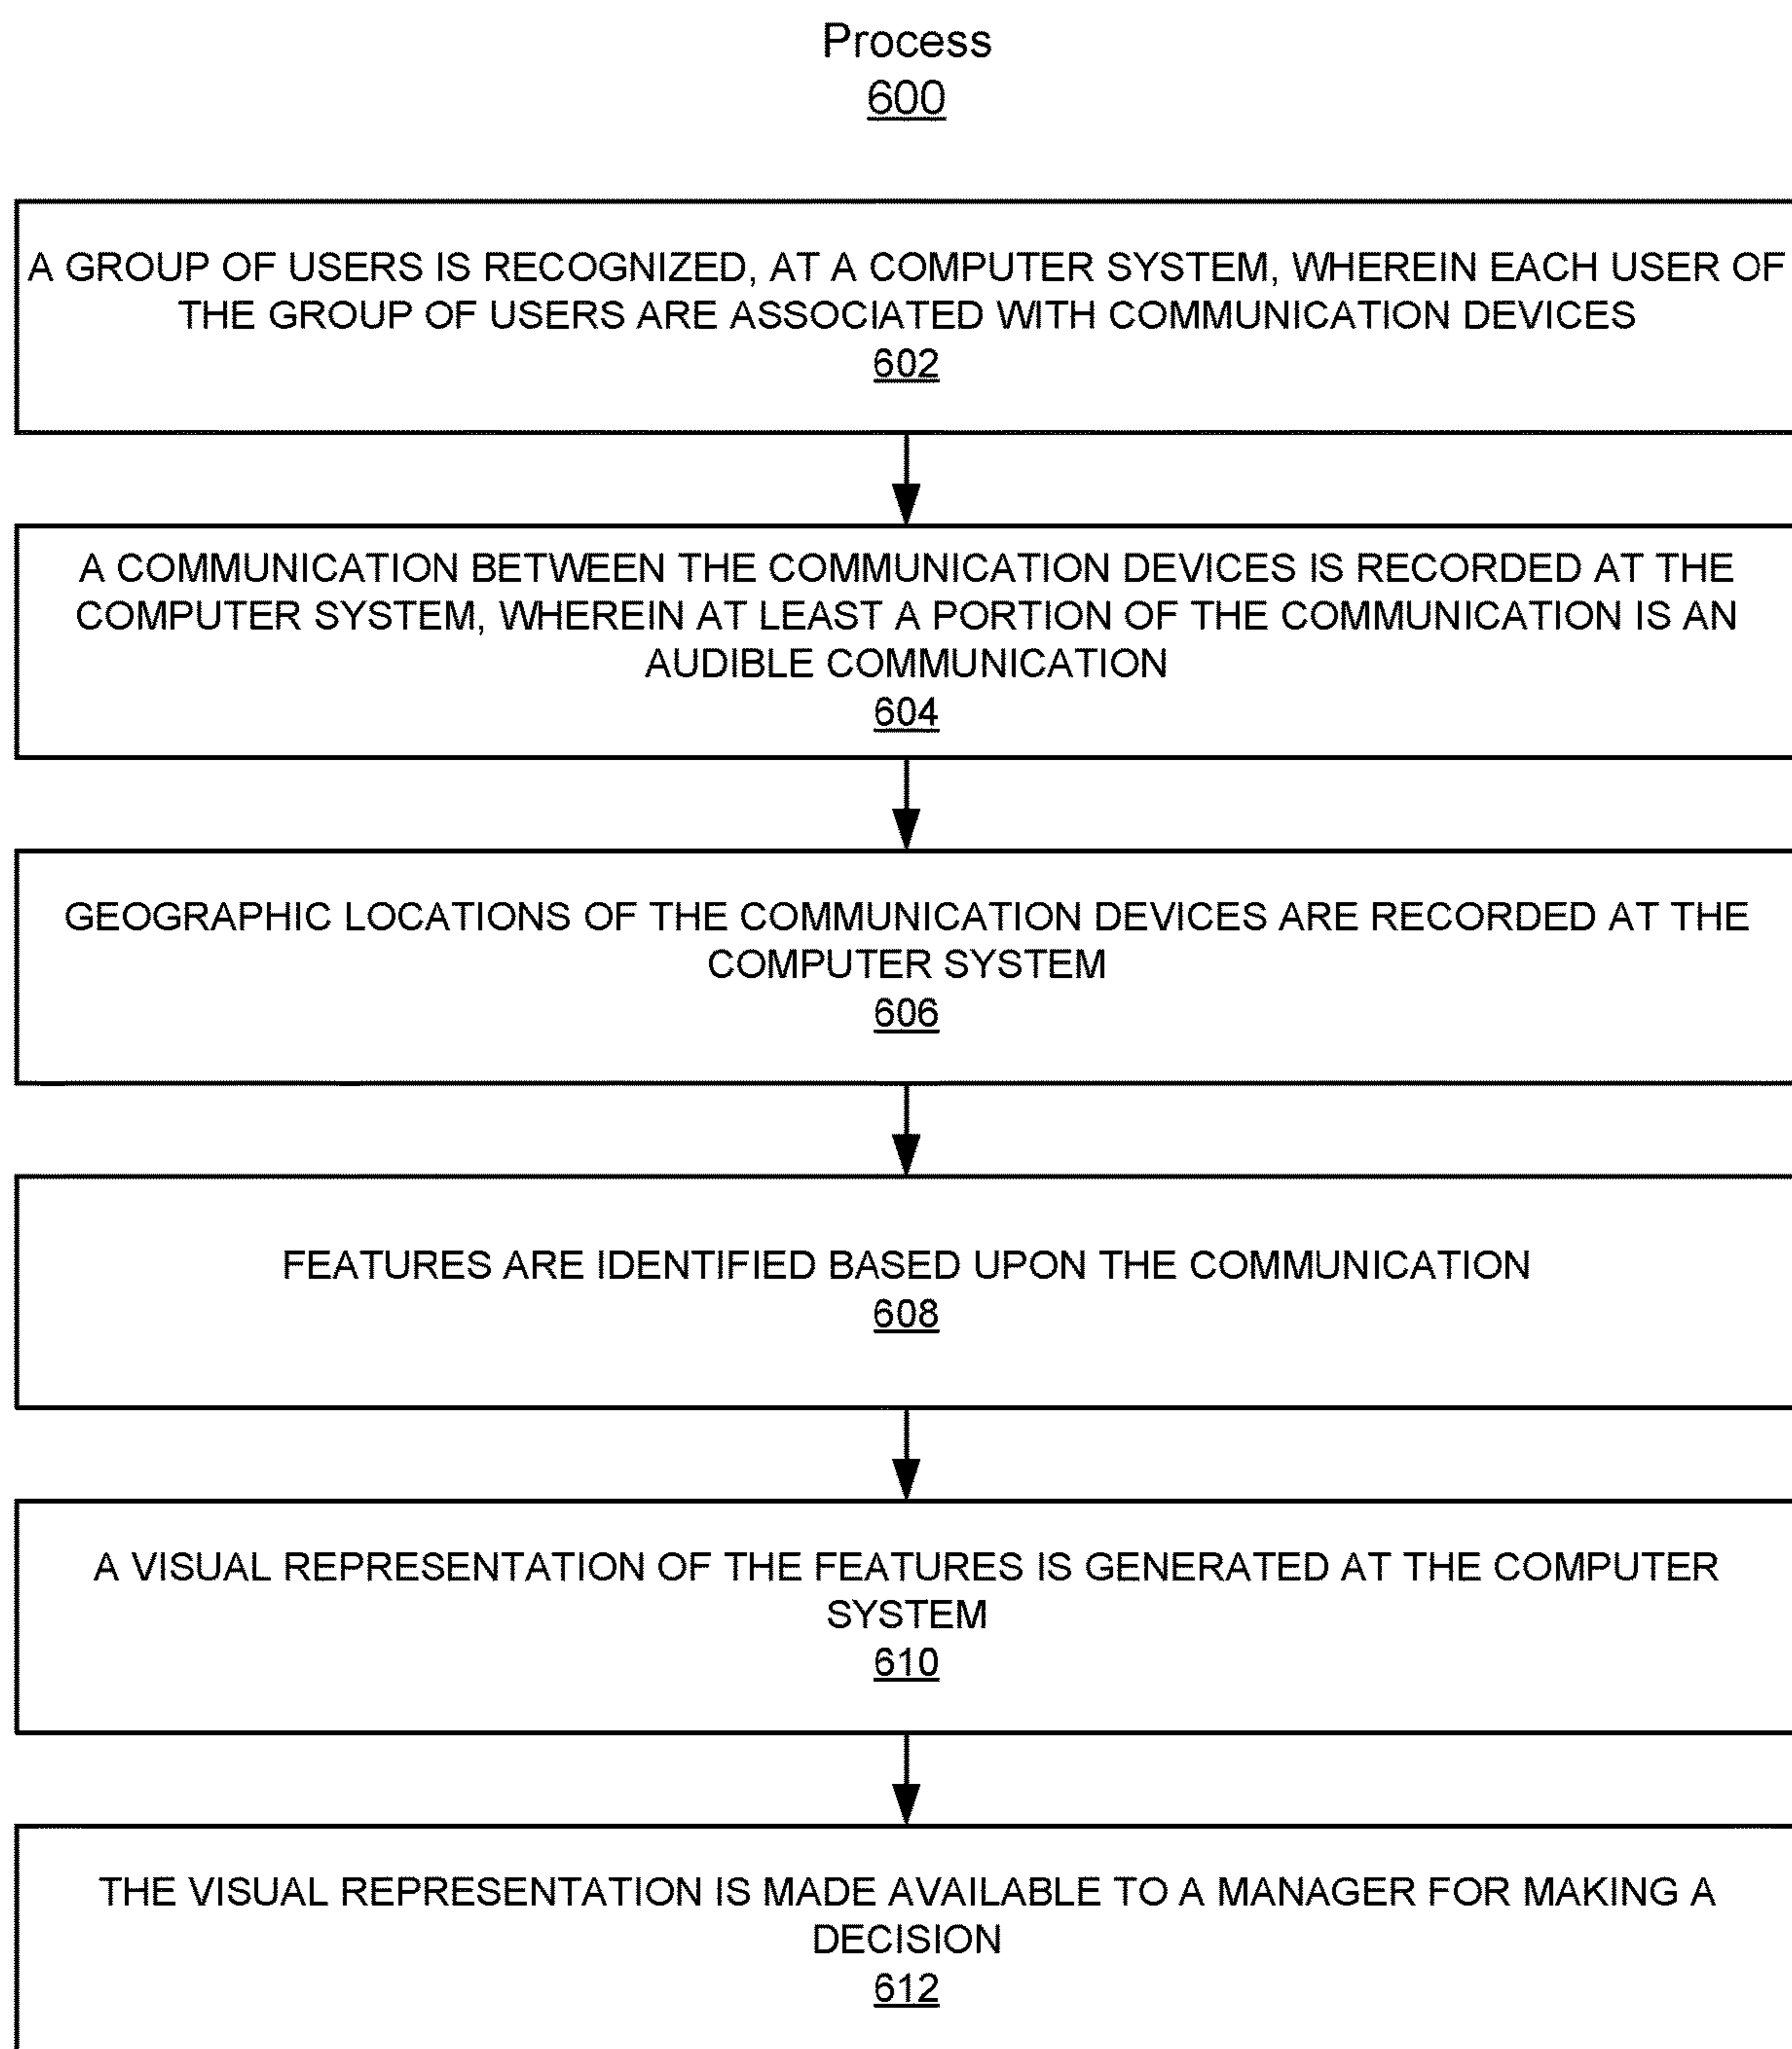 Process
600
A GROUP OF USERS IS RECOGNIZED, AT A COMPUTER SYSTEM, WHEREIN EACH USER OF
THE GROUP OF USERS ARE ASSOCIATED WITH COMMUNICATION DEVICES
602
A COMMUNICATION BETWEEN THE COMMUNICATION DEVICES IS RECORDED AT THE
COMPUTER SYSTEM, WHEREIN AT LEAST A PORTION OF THE COMMUNICATION IS AN
AUDIBLE COMMUNICATION
604
GEOGRAPHIC LOCATIONS OF THE COMMUNICATION DEVICES ARE RECORDED AT THE
COMPUTER SYSTEM
606
FEATURES ARE IDENTIFIED BASED UPON THE COMMUNICATION
608
A VISUAL REPRESENTATION OF THE FEATURES IS GENERATED AT THE COMPUTER
SYSTEM
610
THE VISUAL REPRESENTATION IS MADE AVAILABLE TO A MANAGER FOR MAKING A
DECISION
612